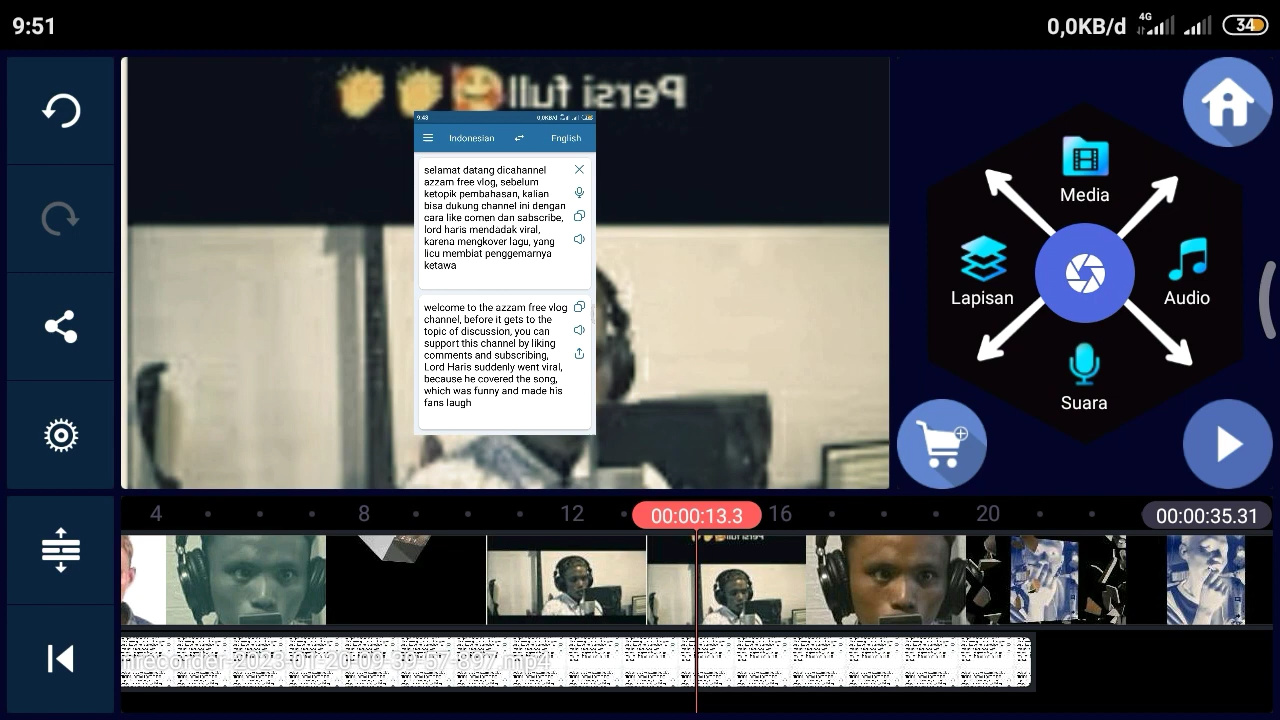 9:51
0,0KB/d 4G 34
Persi full
9.48
Indonesian English
selamat datang dicahannel
azzam free vlog, sebelum
ketopik pembahasan, kalian
bisa dukung channel ini dengan
cara like comen dan sabscribe,
lord haris mendadak viral,
karena mengkover lagu, yang
licu membiat penggemarnya
ketawa
welcome to the azzam free vlog
channel, before it gets to the
topic of discussion, you can
support this channel by liking
comments and subscribing,
Lord Haris suddenly went viral,
because he covered the song,
which was funny and made his
fans laugh
Media
Lapisan
Audio
Suara
4 8 12 00:00:13.3 16 20 00:00:35.31
Persi full
nrecorder-2023-01-20-09-39-57-897.mp4